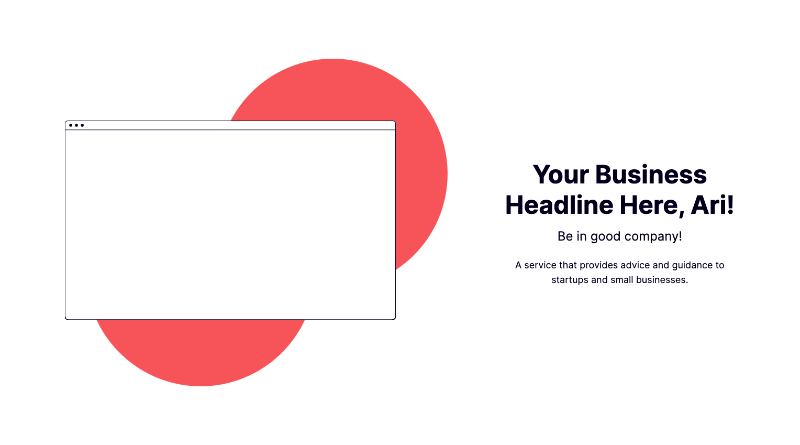 Your Business
Headline Here, Ari!
Be in good company!
A service that provides advice and guidance to
startups and small businesses.